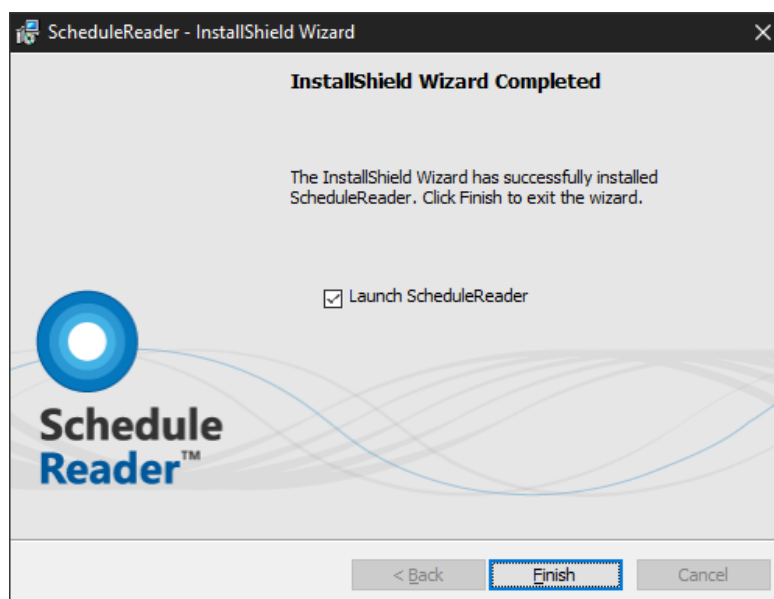 ScheduleReader - InstallShield Wizard
InstallShield Wizard Completed
The InstallShield Wizard has successfully installed
ScheduleReader. Click Finish to exit the wizard.
Launch ScheduleReader
Schedule
Reader™
< Back
Finish
Cancel